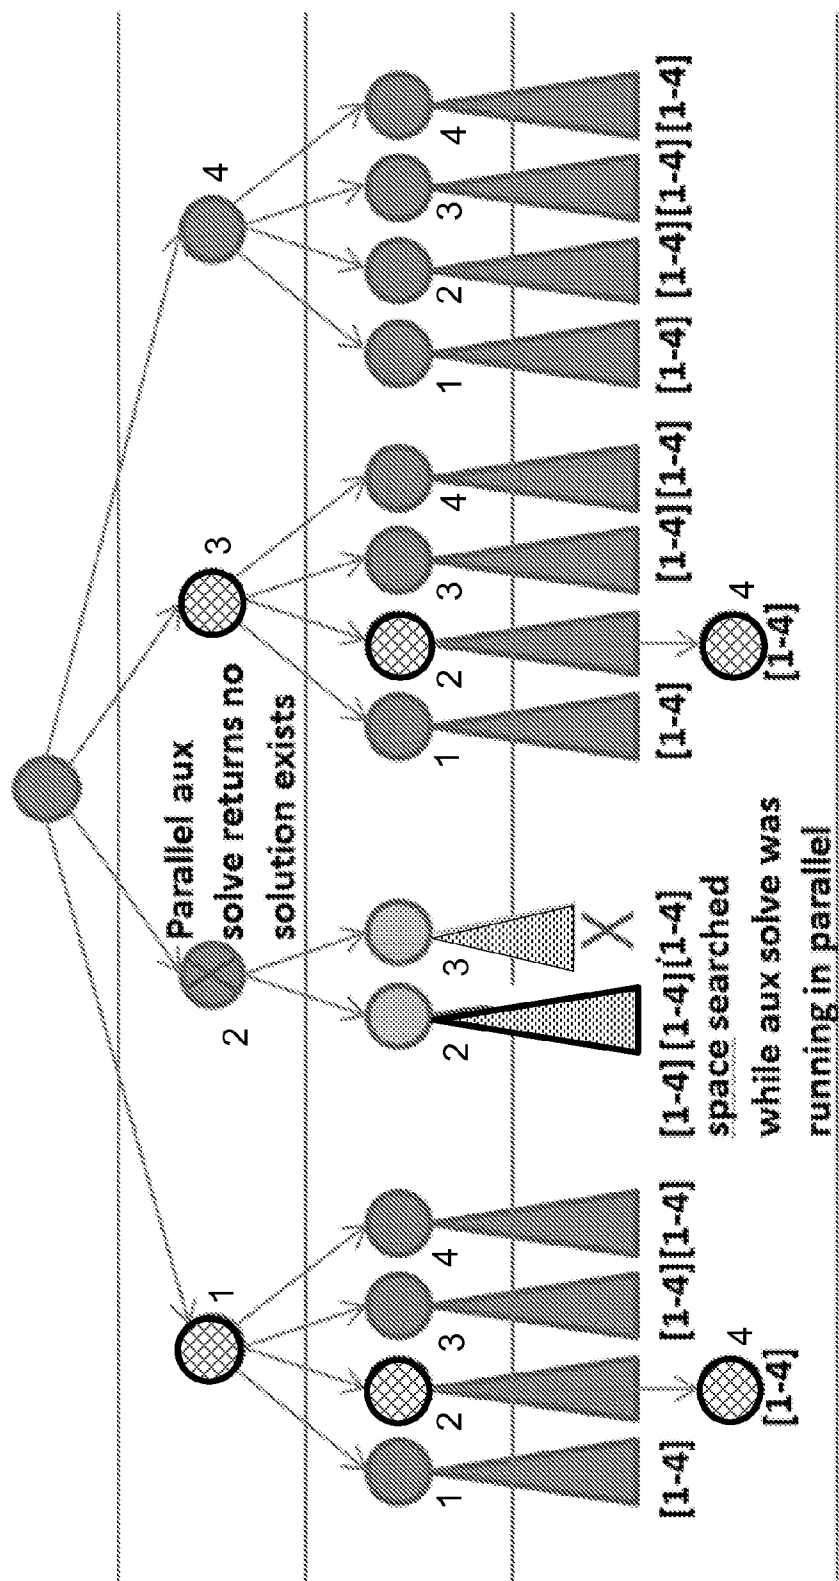 1
2
3
4
Parallel aux
solve returns no
solution exists
1 2 3 4
2 3
1 2 3 4
1 2 3 4
[1-4] [1-4][1-4]
[1-4][1-4][1-4]
[1-4] [1-4][1-4]
[1-4] [1-4][1-4][1-4]
4
[1-4]
space searched
while aux solve was
running in parallel
4
[1-4]